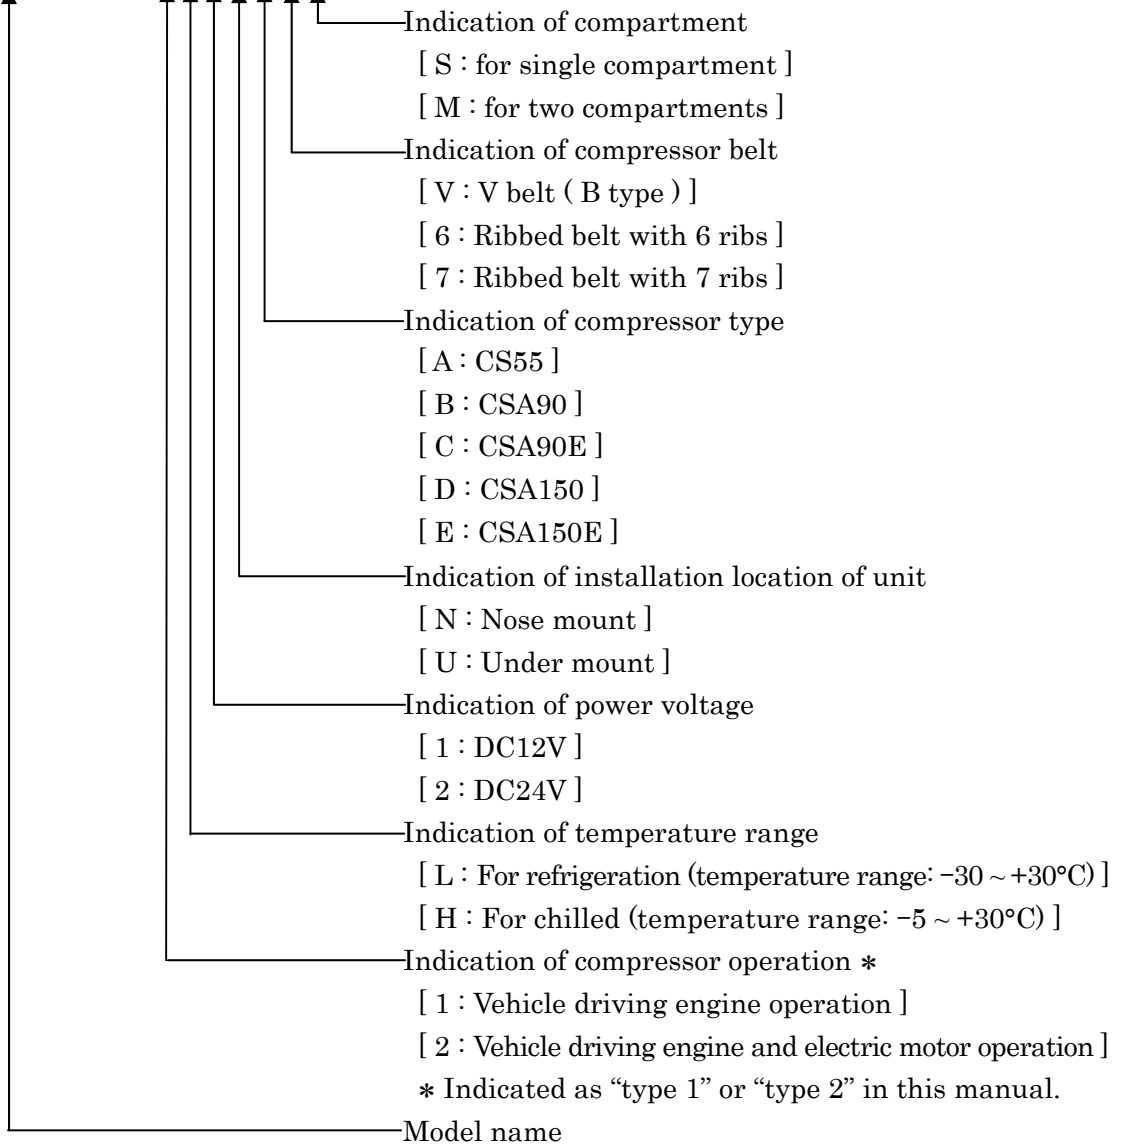 Indication of compartment
[ S : for single compartment ]
[ M : for two compartments ]
Indication of compressor belt
[ V : V belt ( B type ) ]
[ 6 : Ribbed belt with 6 ribs ]
[ 7 : Ribbed belt with 7 ribs ]
Indication of compressor type
[ A : CS55 ]
[ B : CSA90 ]
[ C : CSA90E ]
[ D : CSA150 ]
[ E : CSA150E ]
Indication of installation location of unit
[ N : Nose mount ]
[ U : Under mount ]
Indication of power voltage
[ 1 : DC12V ]
[ 2 : DC24V ]
Indication of temperature range
[ L : For refrigeration (temperature range: −30 ~ +30°C) ]
[ H : For chilled (temperature range: −5 ~ +30°C) ]
Indication of compressor operation *
[ 1 : Vehicle driving engine operation ]
[ 2 : Vehicle driving engine and electric motor operation ]
* Indicated as “type 1” or “type 2” in this manual.
Model name